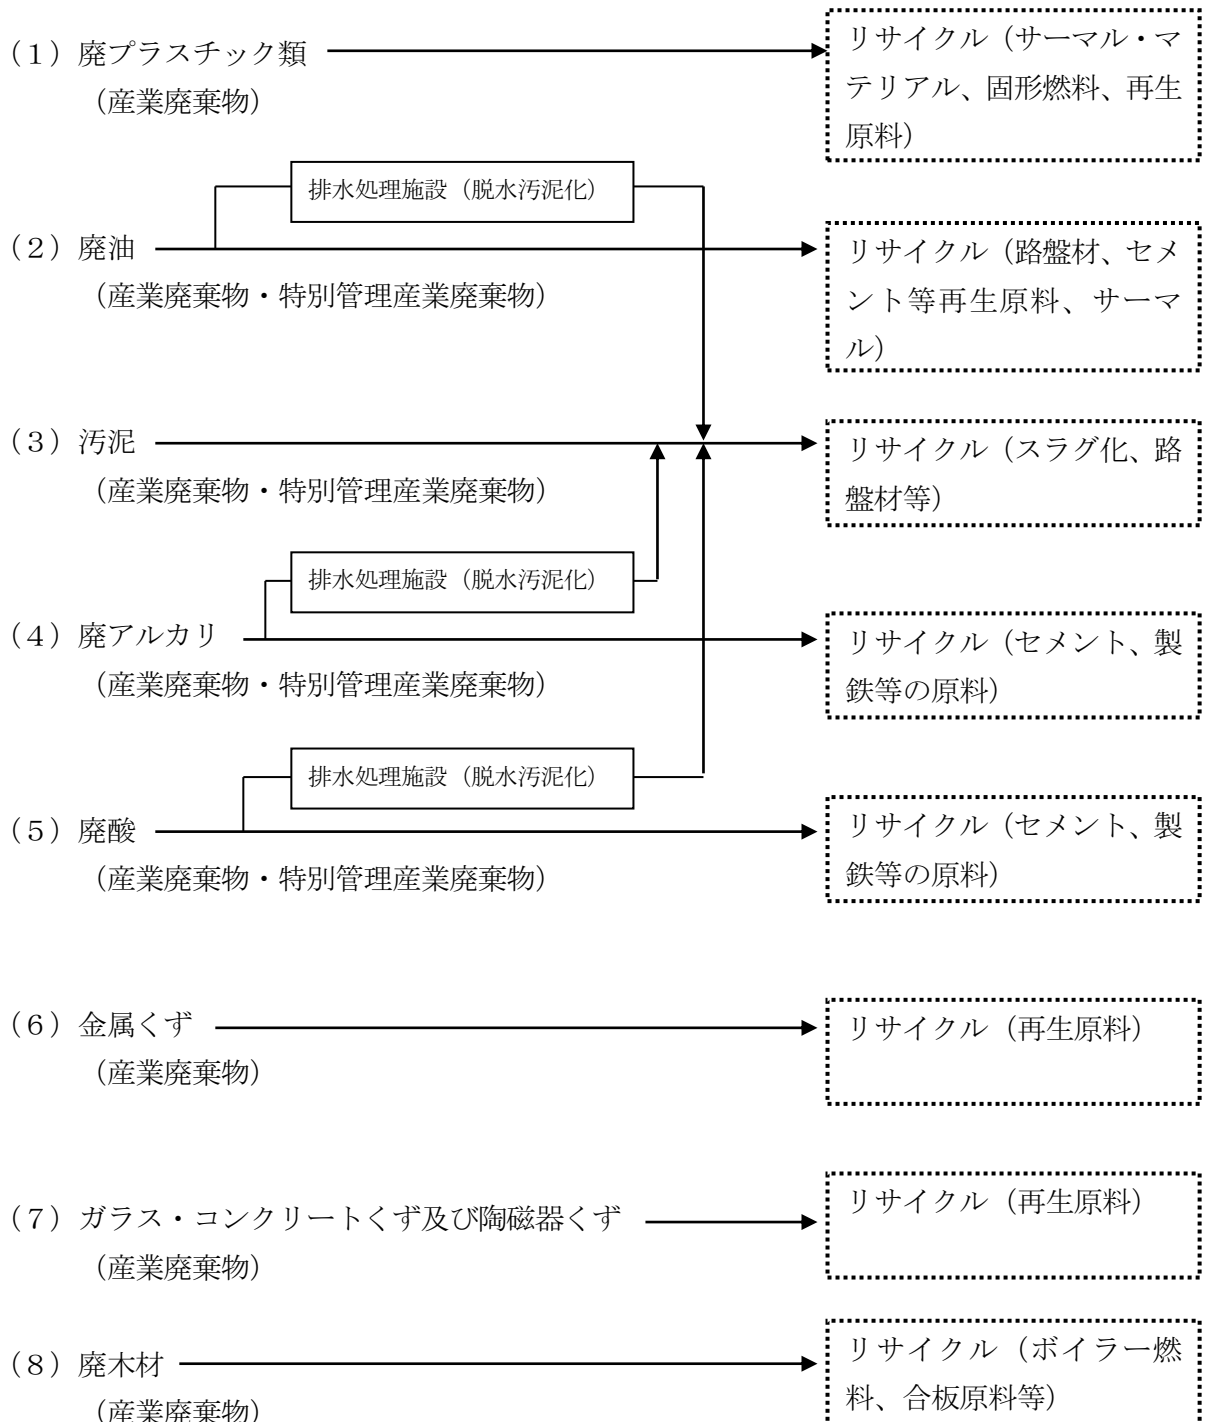 （１）廃プラスチック類
（産業廃棄物）
リサイクル（サーマル・マ
テリアル、固形燃料、再生
原料）
排水処理施設（脱水汚泥化）
（２）廃油
（産業廃棄物・特別管理産業廃棄物）
リサイクル（路盤材、セメ
ント等再生原料、サーマ
ル）
（３）汚泥
（産業廃棄物・特別管理産業廃棄物）
リサイクル（スラグ化、路
盤材等）
排水処理施設（脱水汚泥化）
（４）廃アルカリ
（産業廃棄物・特別管理産業廃棄物）
リサイクル（セメント、製
鉄等の原料）
排水処理施設（脱水汚泥化）
（５）廃酸
（産業廃棄物・特別管理産業廃棄物）
リサイクル（セメント、製
鉄等の原料）
（６）金属くず
（産業廃棄物）
リサイクル（再生原料）
（７）ガラス・コンクリートくず及び陶磁器くず
（産業廃棄物）
リサイクル（再生原料）
（８）廃木材
（産業廃棄物）
リサイクル（ボイラー燃
料、合板原料等）